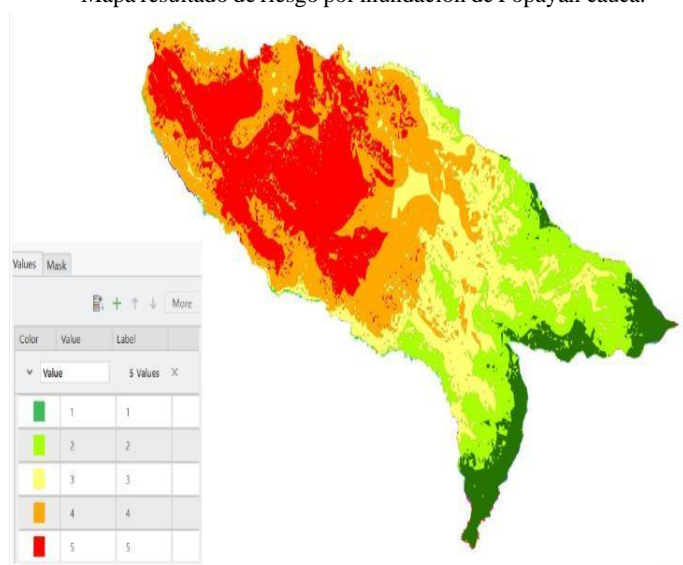 Mapa resultado de riesgo por inundación de Popayán cauca.
Values Mask
More
Color Value Label
Value 5 Values
1 1
2 2
3 3
4 4
5 5